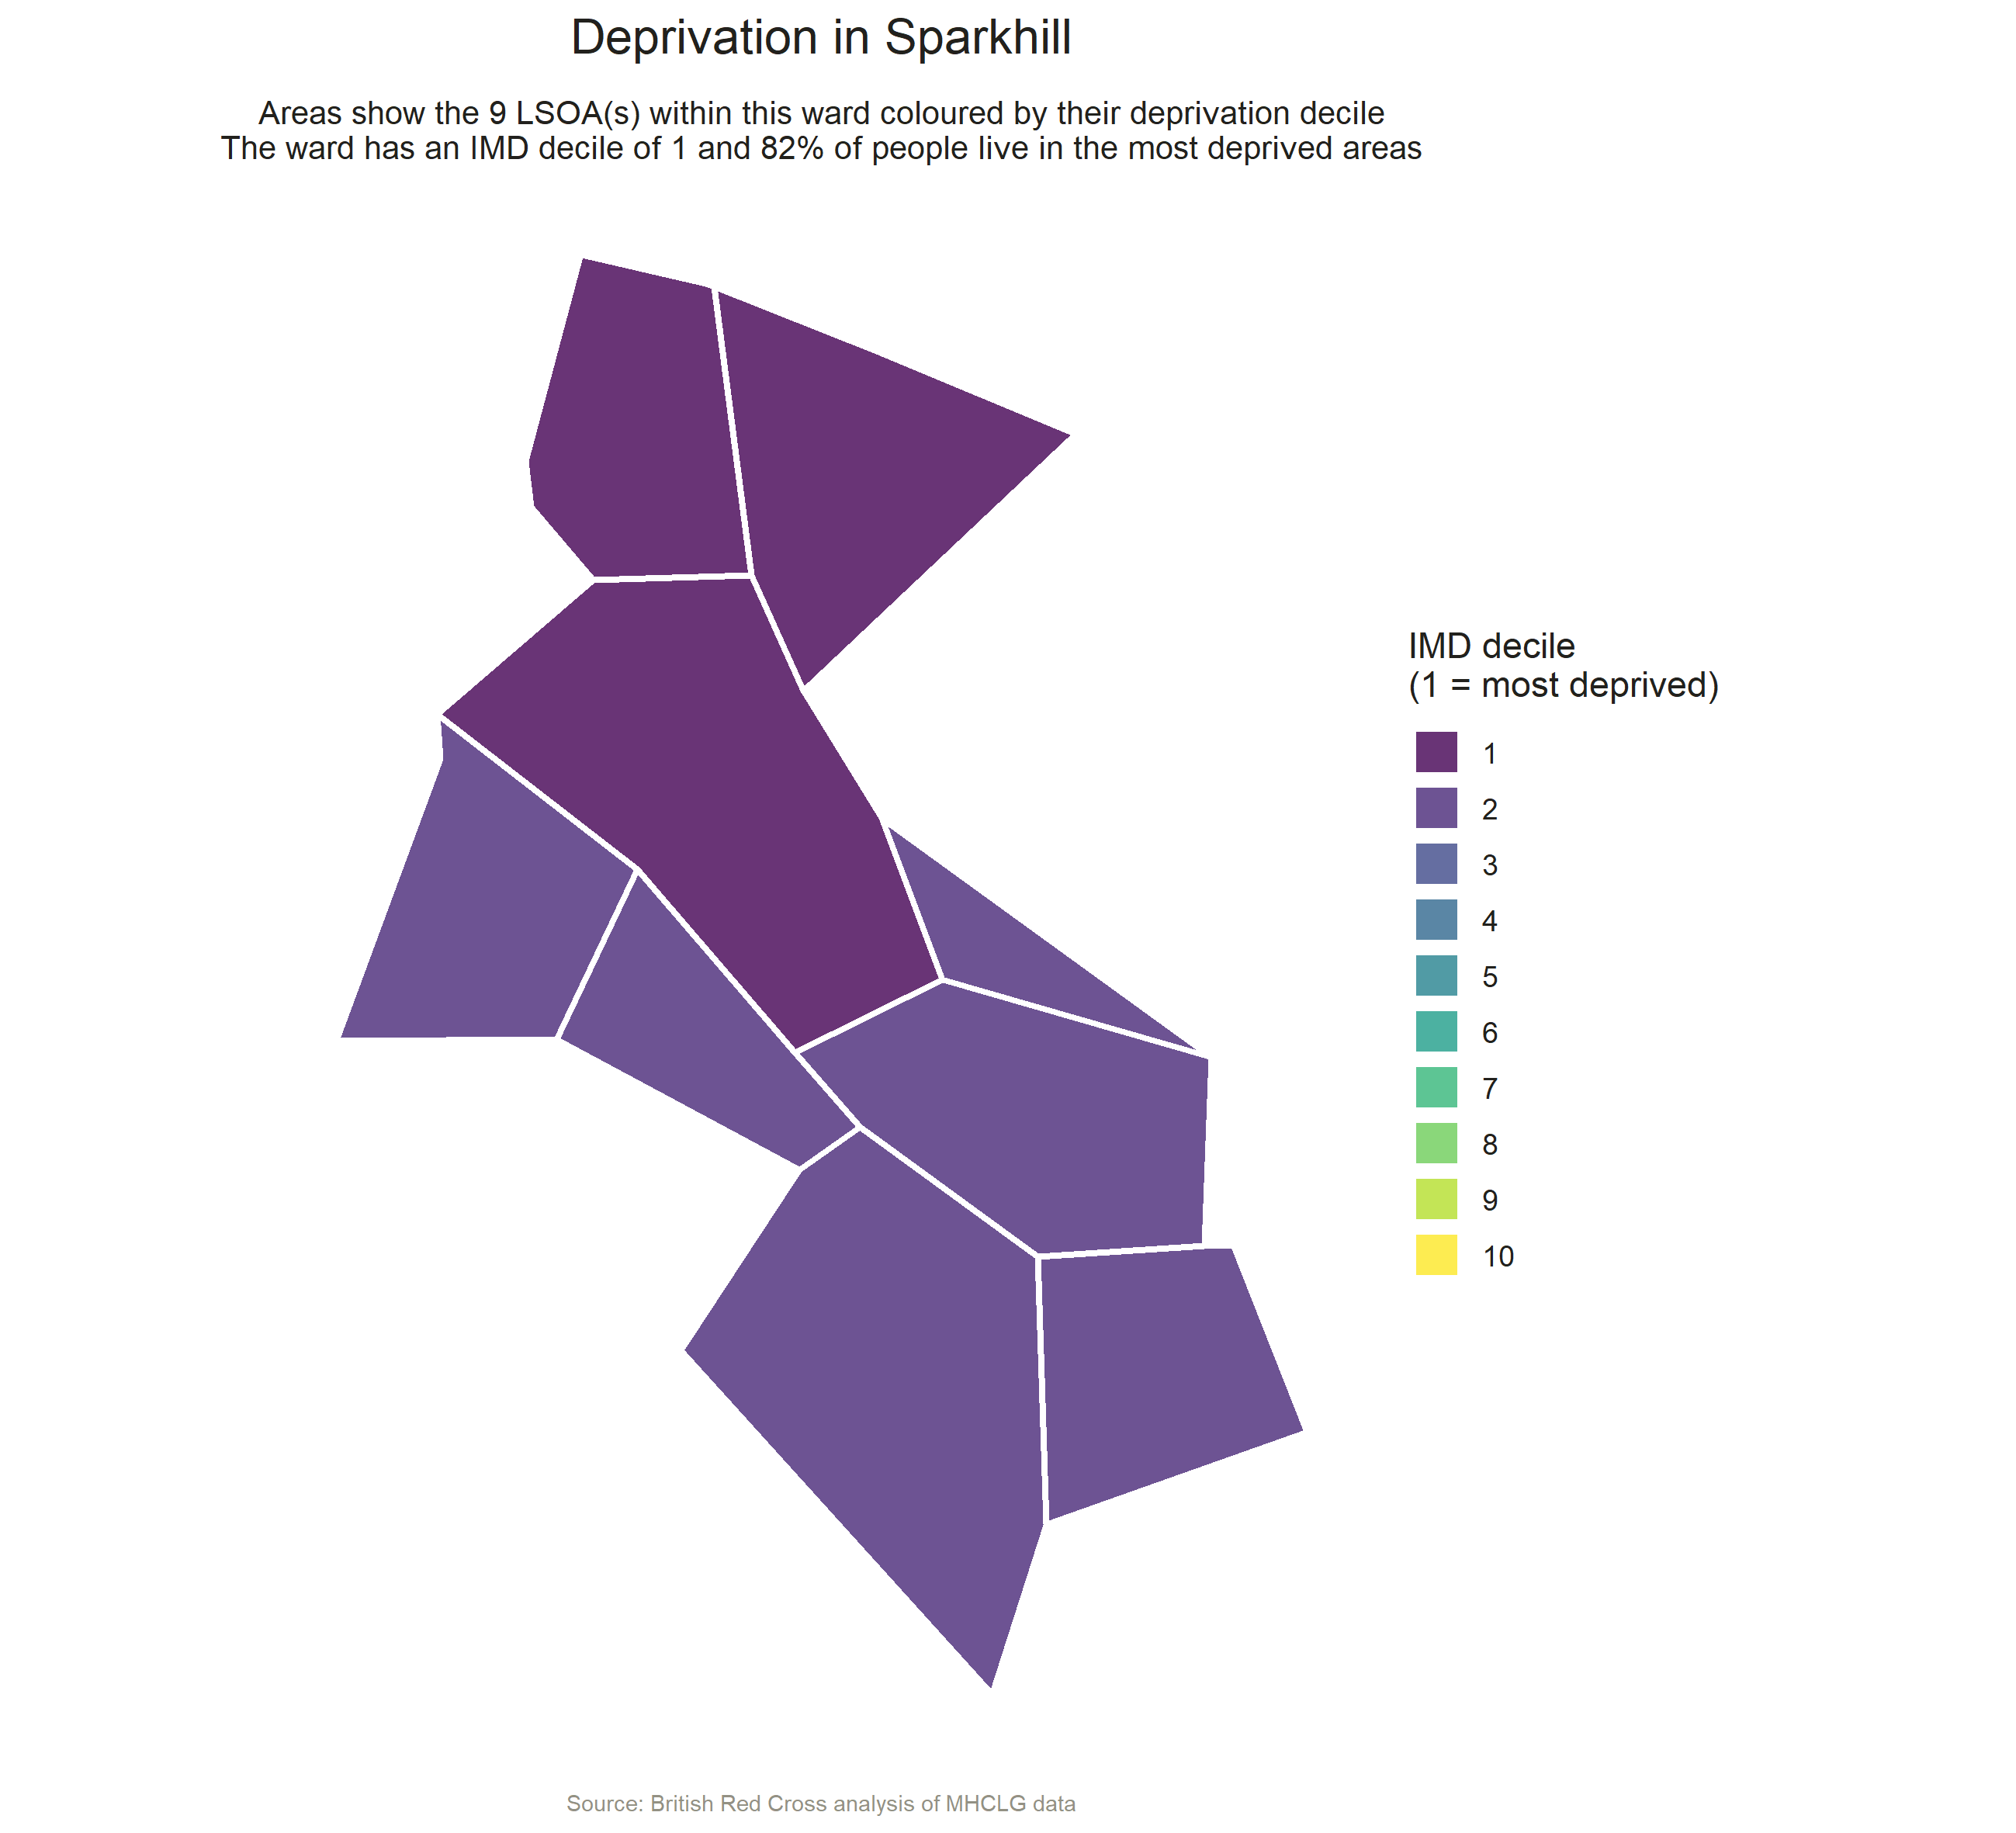 Deprivation in Sparkhill
Areas show the 9 LSOA(s) within this ward coloured by their deprivation decile
The ward has an IMD decile of 1 and 82% of people live in the most deprived areas
IMD decile
(1 = most deprived)
1
2
3
4
5
6
7
8
9
10
Source: British Red Cross analysis of MHCLG data